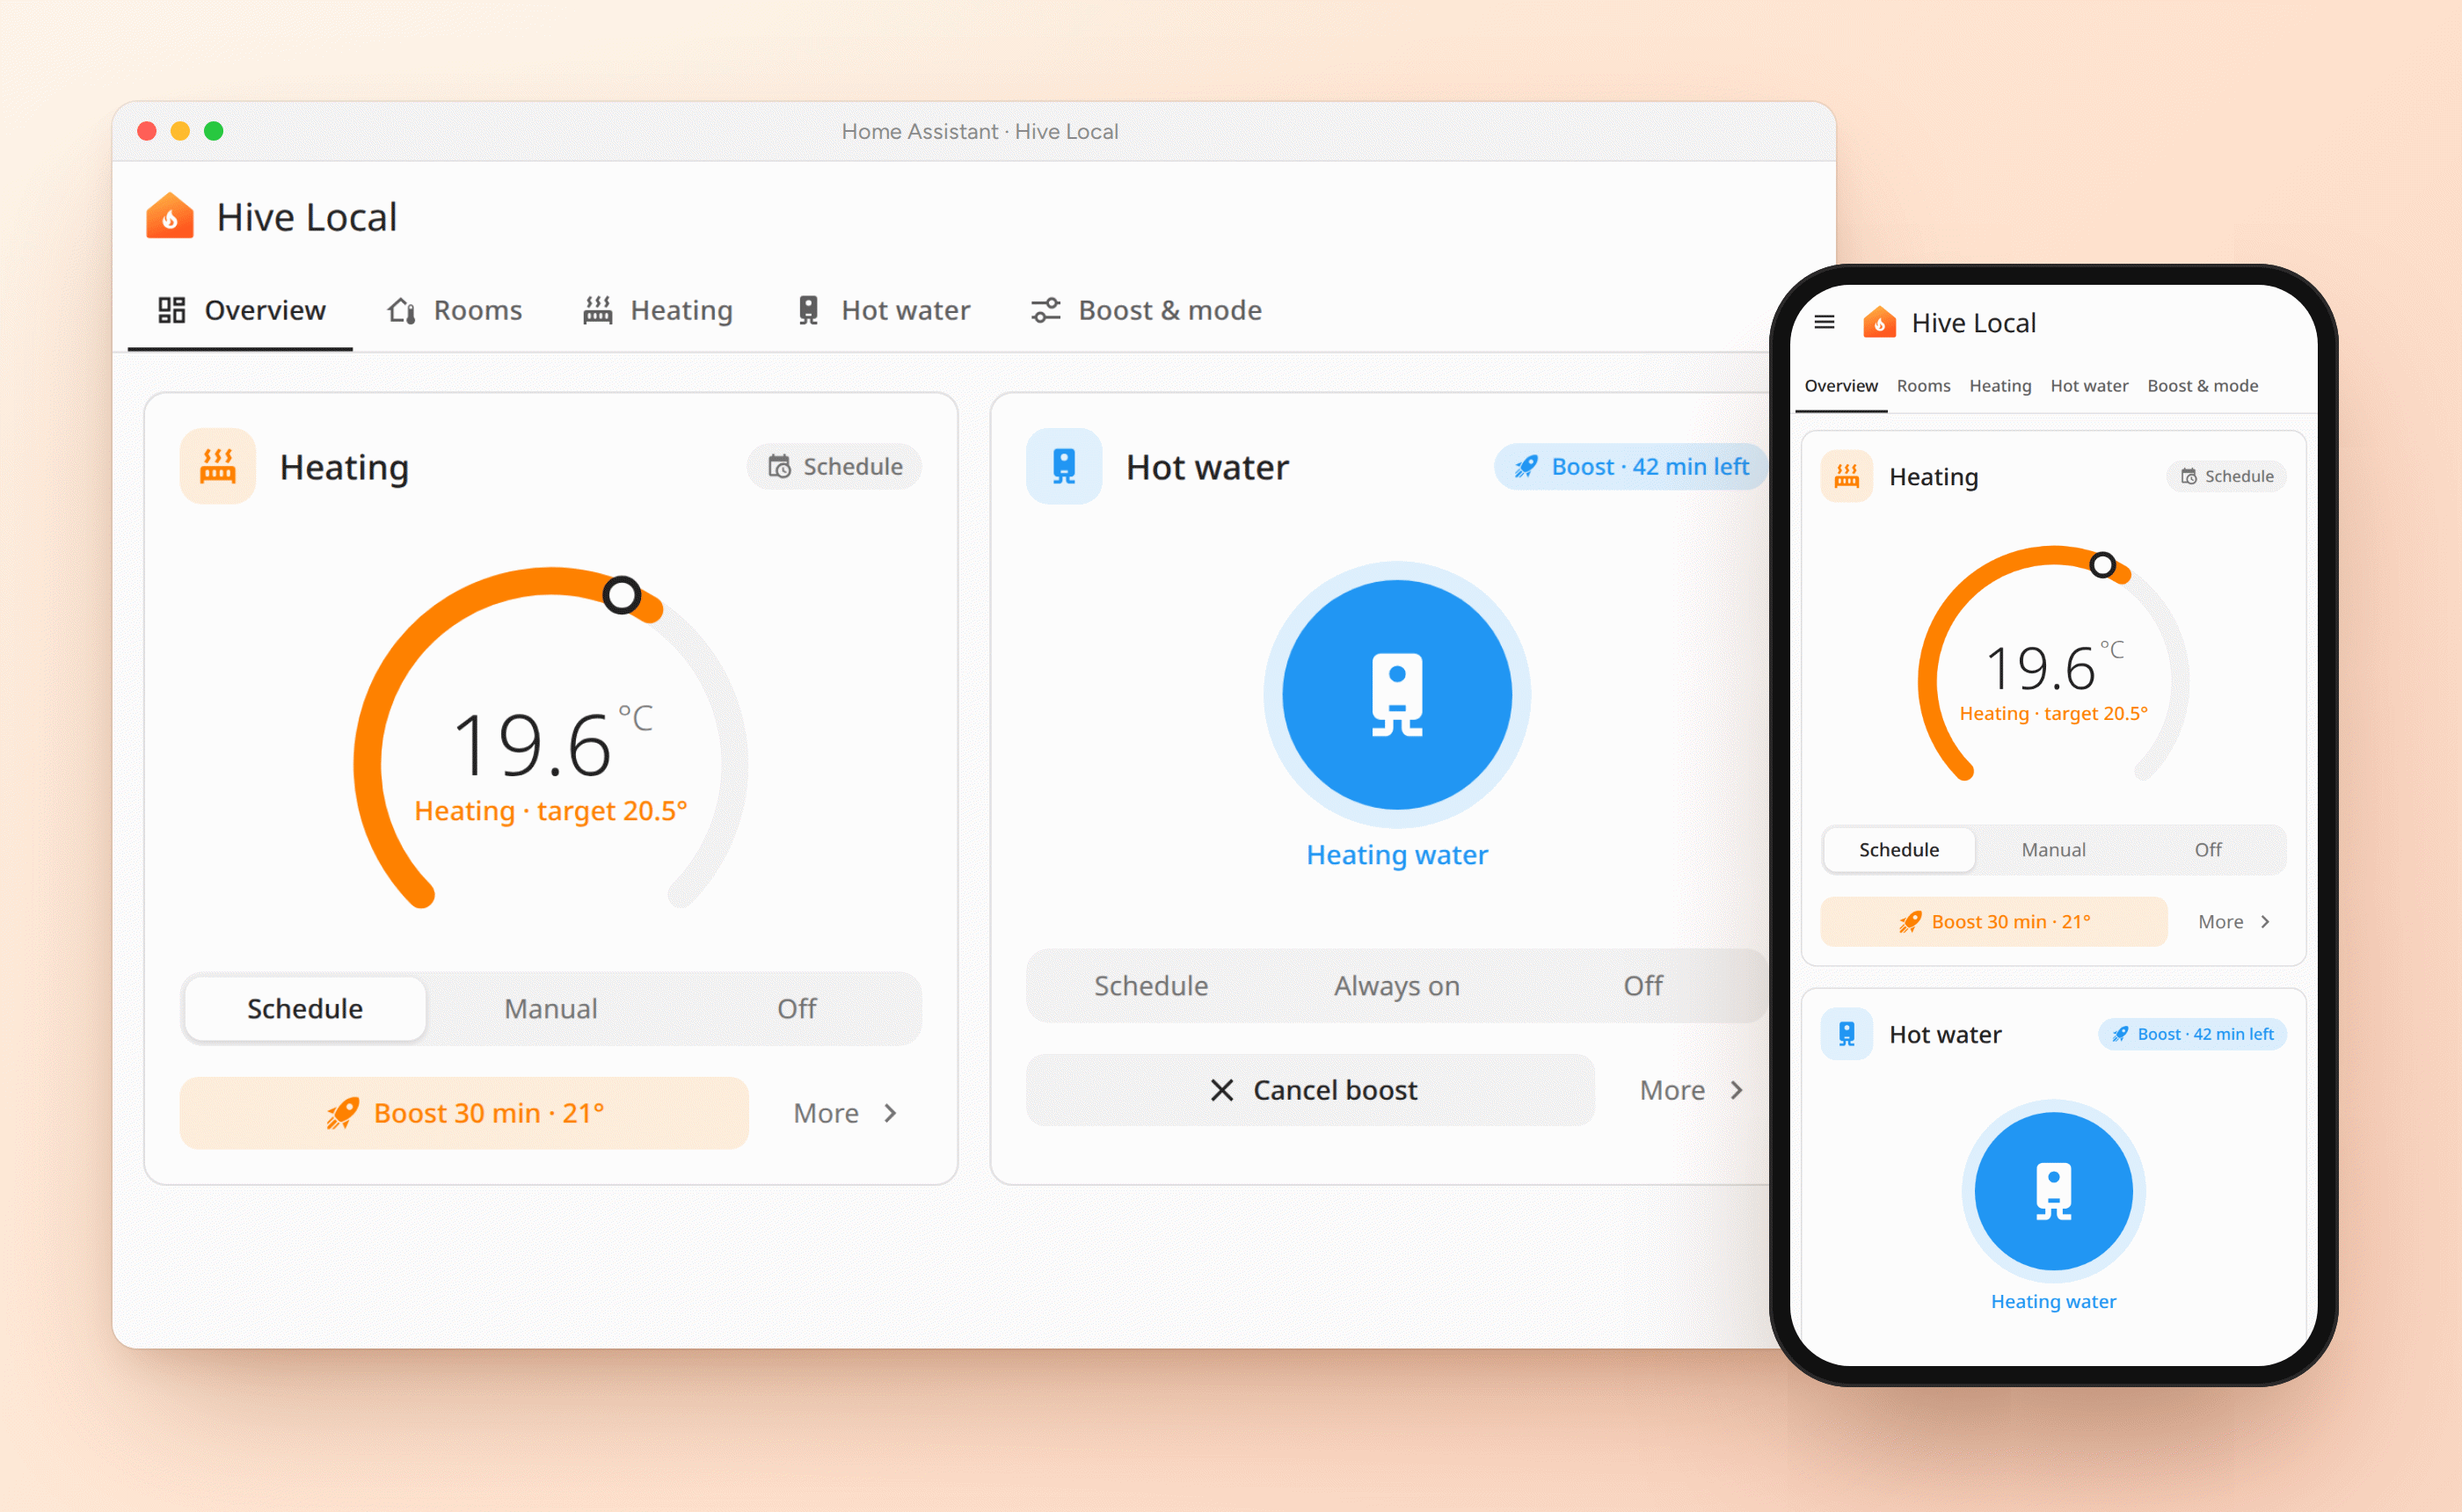 Home Assistant · Hive Local
Hive Local
Overview Rooms Heating Hot water Boost & mode
Heating Schedule
19.6 °C
Heating · target 20.5°
Schedule Manual Off
Boost 30 min · 21° More
Hot water Boost · 42 min left
Heating water
Schedule Always on Off
Cancel boost More
Hive Local
Overview Rooms Heating Hot water Boost & mode
Heating Schedule
19.6 °C
Heating · target 20.5°
Schedule Manual Off
Boost 30 min · 21° More
Hot water Boost · 42 min left
Heating water